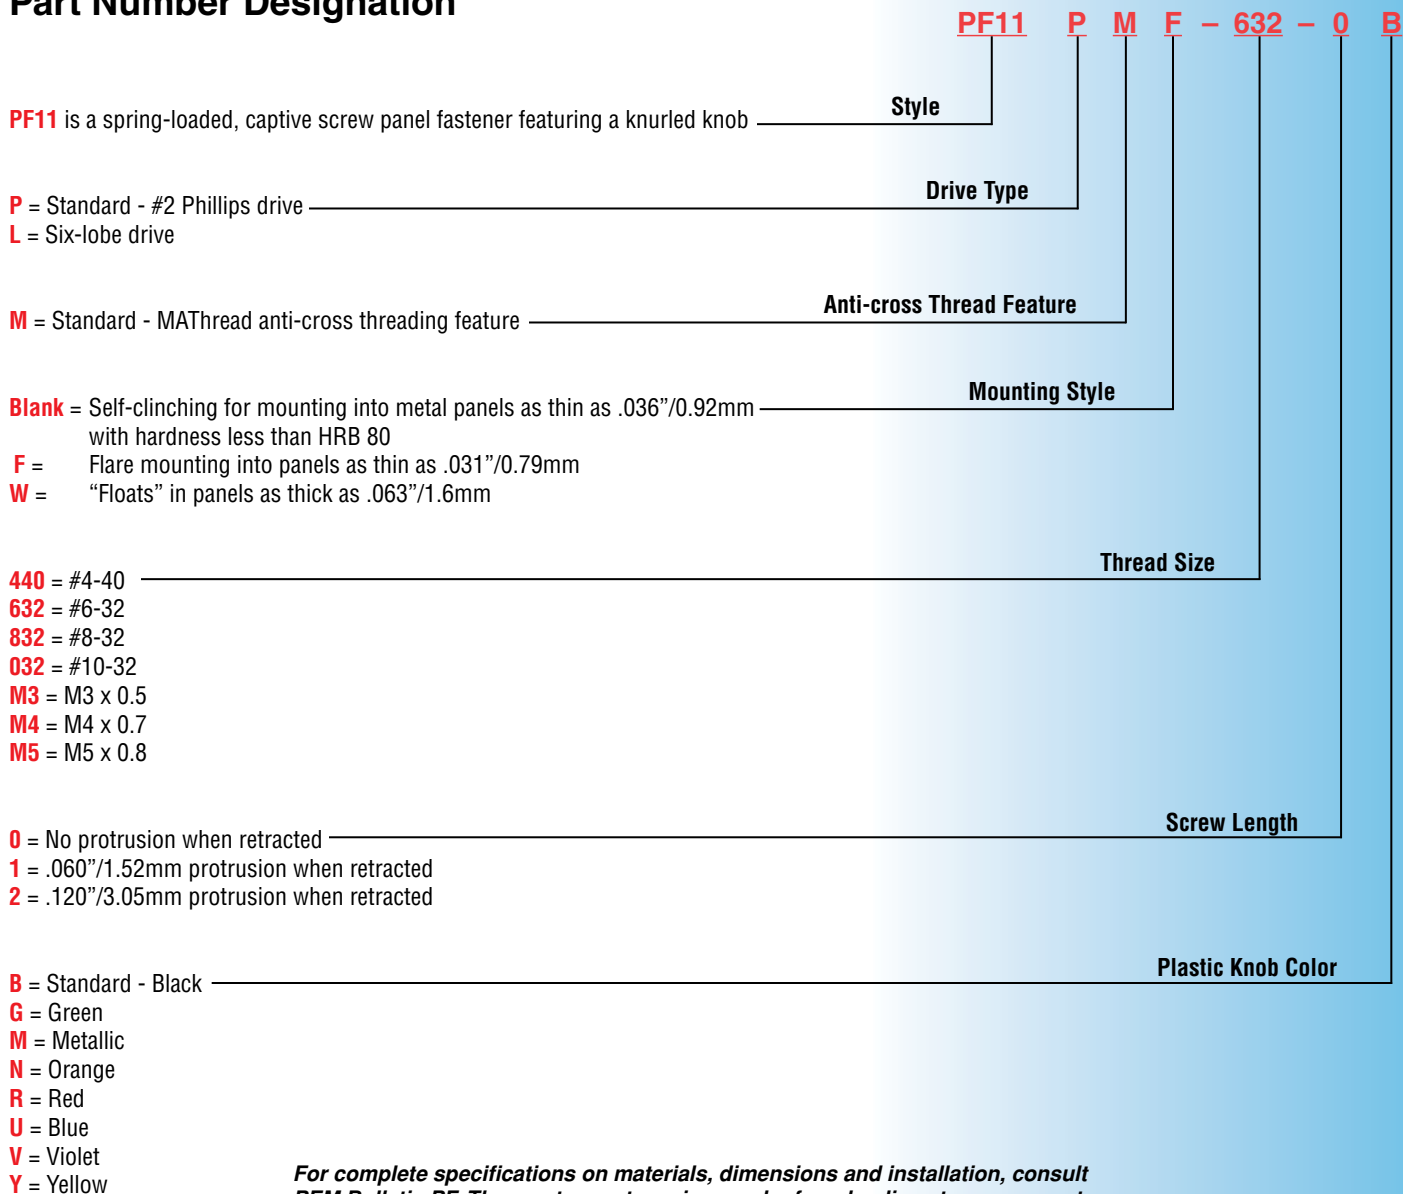 Part Number Designation
PF11 P M F – 632 – 0 B
Style
PF11 is a spring-loaded, captive screw panel fastener featuring a knurled knob
Drive Type
P = Standard - #2 Phillips drive
L = Six-lobe drive
Anti-cross Thread Feature
M = Standard - MAThread anti-cross threading feature
Mounting Style
Blank = Self-clinching for mounting into metal panels as thin as .036”/0.92mm
with hardness less than HRB 80
F = Flare mounting into panels as thin as .031”/0.79mm
W = “Floats” in panels as thick as .063”/1.6mm
Thread Size
440 = #4-40
632 = #6-32
832 = #8-32
032 = #10-32
M3 = M3 x 0.5
M4 = M4 x 0.7
M5 = M5 x 0.8
Screw Length
0 = No protrusion when retracted
1 = .060”/1.52mm protrusion when retracted
2 = .120”/3.05mm protrusion when retracted
Plastic Knob Color
B = Standard - Black
G = Green
M = Metallic
N = Orange
R = Red
U = Blue
V = Violet
Y = Yellow
For complete specifications on materials, dimensions and installation, consult